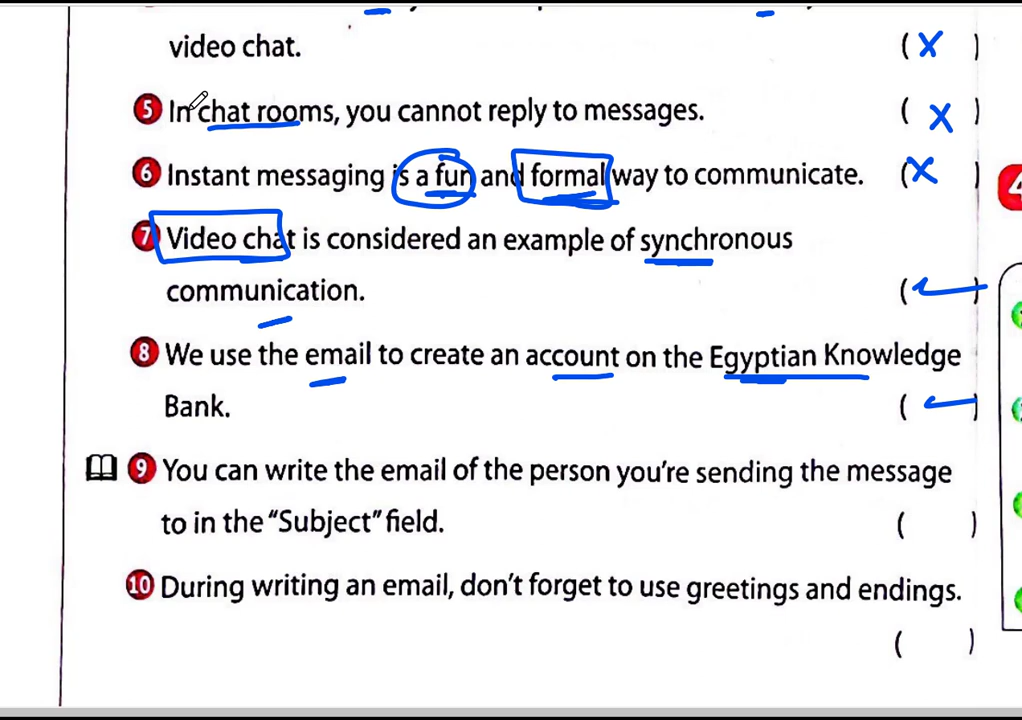 video chat. ( X )
5 In chat rooms, you cannot reply to messages. ( X )
6 Instant messaging is a fun and formal way to communicate. ( X )
7 Video chat is considered an example of synchronous
communication. ( ✓ )
8 We use the email to create an account on the Egyptian Knowledge
Bank. ( ✓ )
9 You can write the email of the person you're sending the message
to in the "Subject" field. ( )
10 During writing an email, don't forget to use greetings and endings.
( )